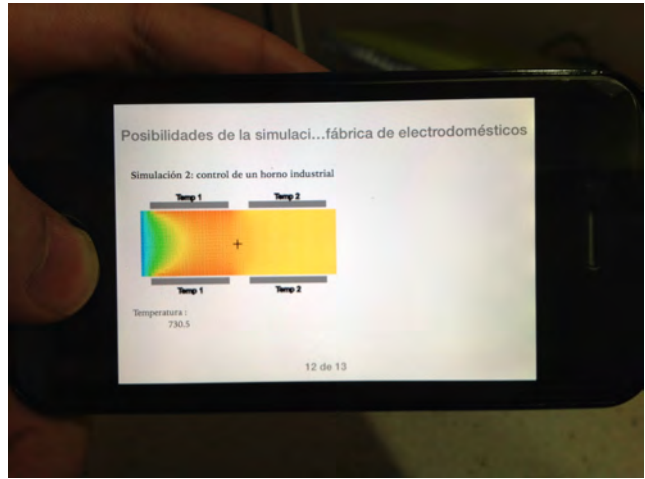 Posibilidades de la simulaci...fábrica de electrodomésticos
Simulación 2: control de un horno industrial
Temp 1
Temp 2
Temp 1
Temp 2
Temperatura :
730.5
12 de 13